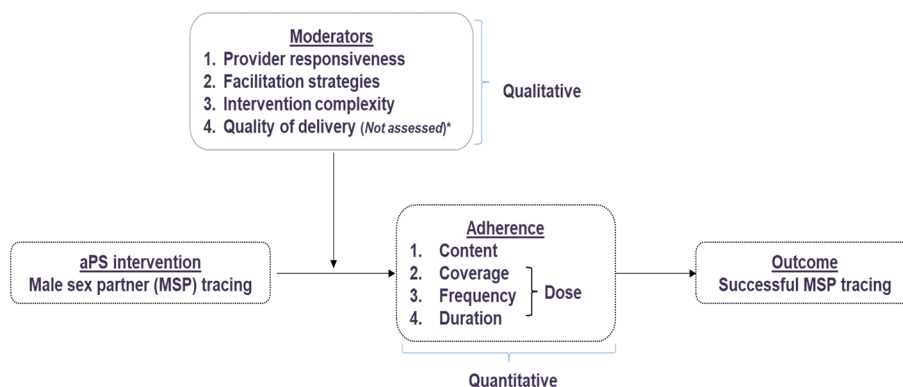 Moderators
1. Provider responsiveness
2. Facilitation strategies
3. Intervention complexity
4. Quality of delivery (Not assessed)*
Qualitative
aPS intervention
Male sex partner (MSP) tracing
Adherence
1. Content
2. Coverage
3. Frequency
4. Duration
Dose
Outcome
Successful MSP tracing
Quantitative